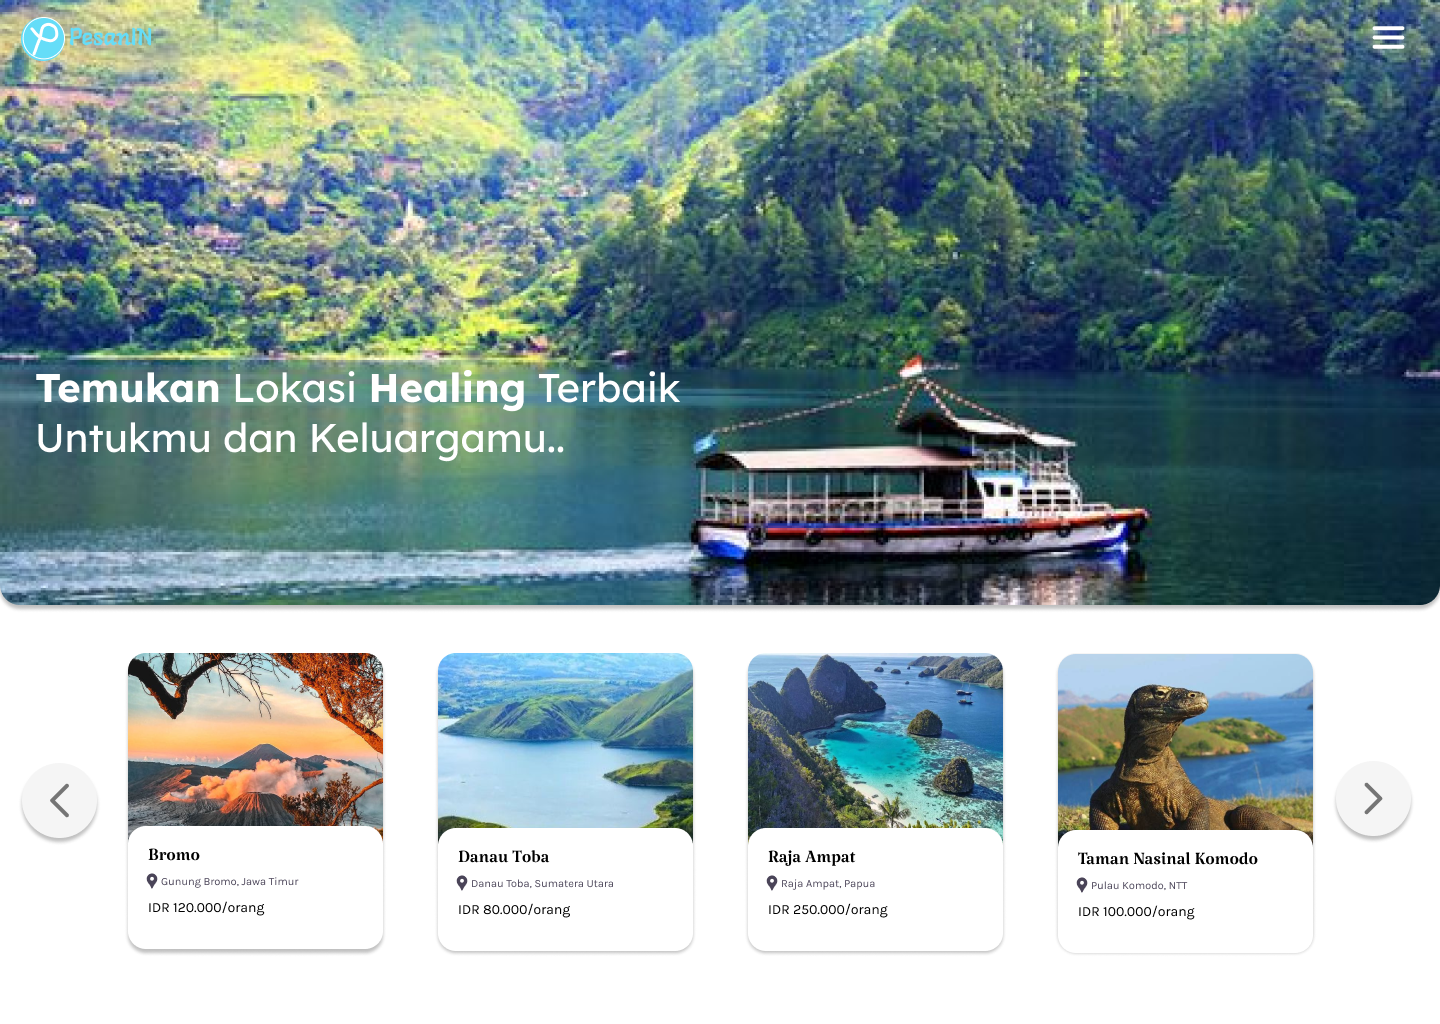 PesanIN
Temukan Lokasi Healing Terbaik
Untukmu dan Keluargamu..
Bromo
Gunung Bromo, Jawa Timur
IDR 120.000/orang
Danau Toba
Danau Toba, Sumatera Utara
IDR 80.000/orang
Raja Ampat
Raja Ampat, Papua
IDR 250.000/orang
Taman Nasinal Komodo
Pulau Komodo, NTT
IDR 100.000/orang